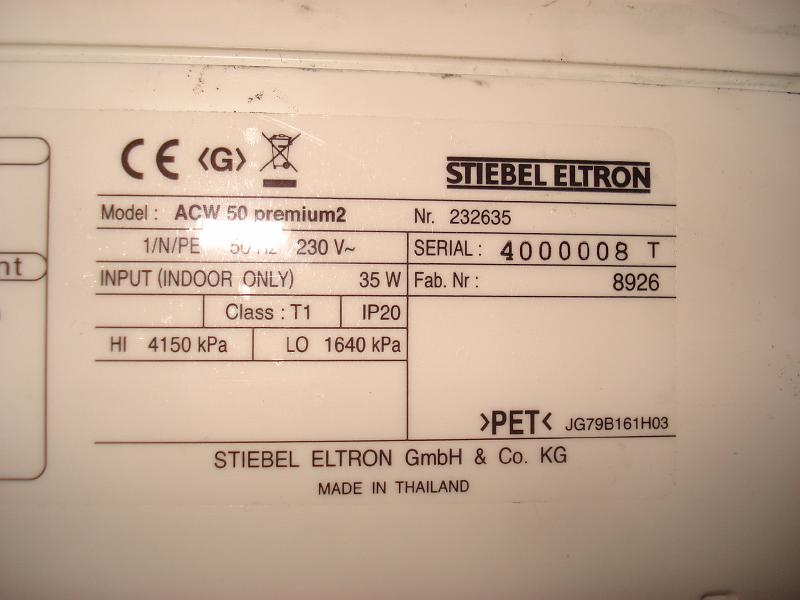 CE <G>
STIEBEL ELTRON
Model : ACW 50 premium2
Nr. 232635
1/N/PE 50 Hz 230 V~
SERIAL : 4000008 T
INPUT (INDOOR ONLY) 35 W
Fab. Nr : 8926
Class : T1 IP20
HI 4150 kPa LO 1640 kPa
>PET< JG79B161H03
STIEBEL ELTRON GmbH & Co. KG
MADE IN THAILAND